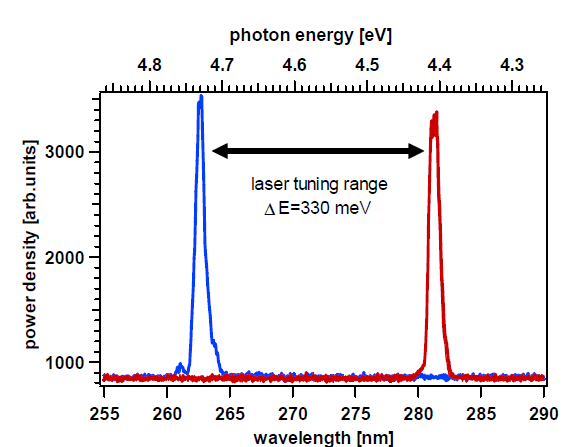 photon energy [eV]
4.8 4.7 4.6 4.5 4.4 4.3
3000
2000
1000
power density [arb.units]
laser tuning range
ΔE=330 meV
255 260 265 270 275 280 285 290
wavelength [nm]